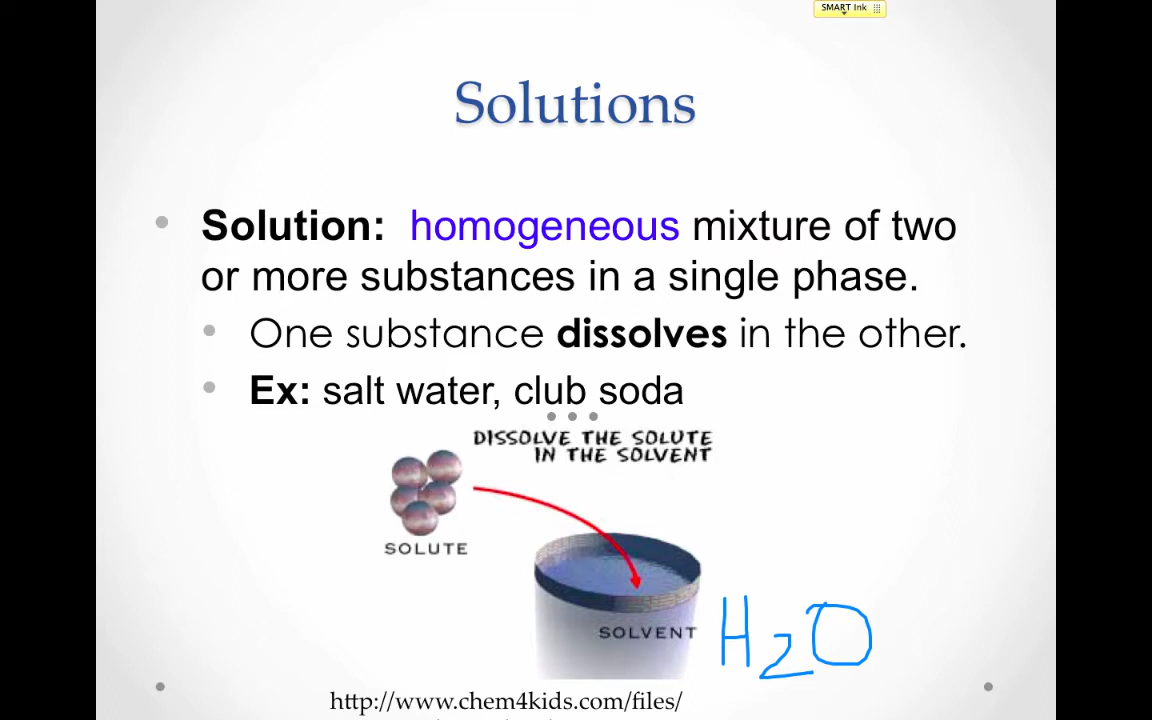 SMART Ink
Solutions
Solution: homogeneous mixture of two
or more substances in a single phase.
One substance dissolves in the other.
Ex: salt water, club soda
DISSOLVE THE SOLUTE
IN THE SOLVENT
SOLUTE
SOLVENT
H2O
http://www.chem4kids.com/files/